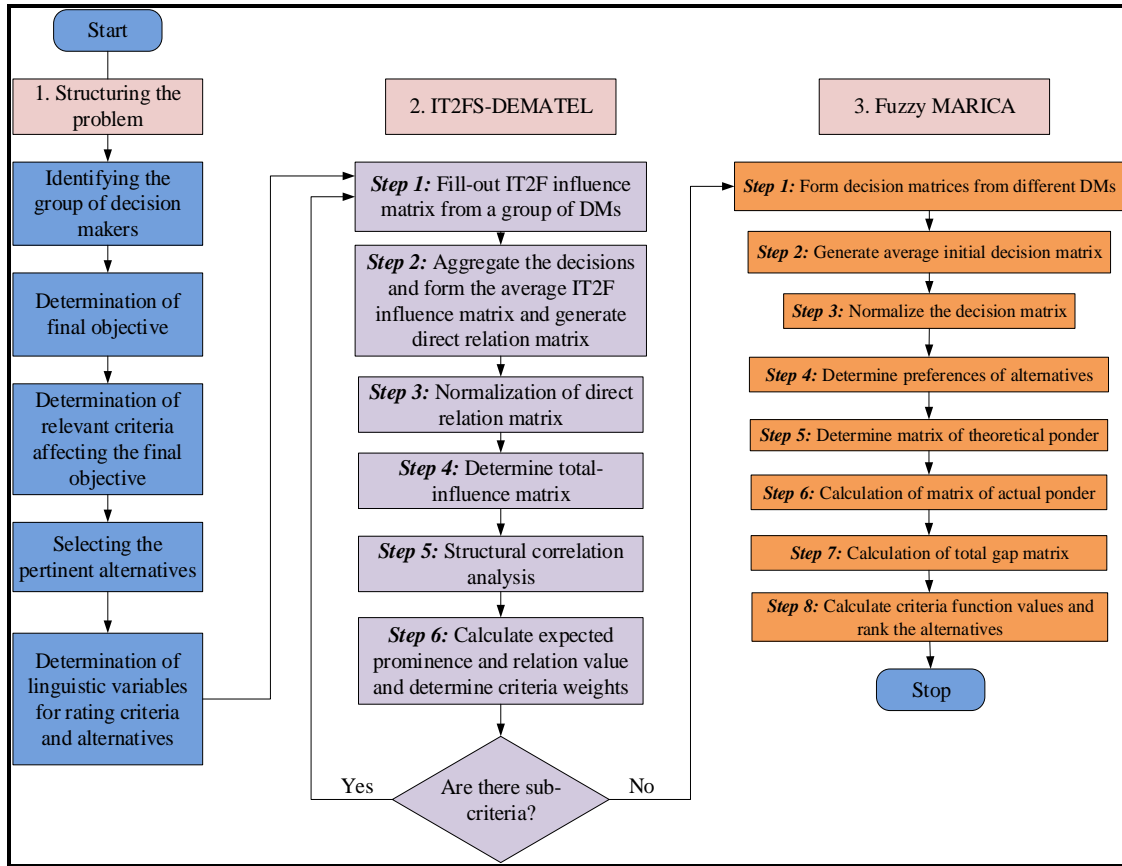 Start
1. Structuring the
problem
Identifying the
group of decision
makers
Determination of
final objective
Determination of
relevant criteria
affecting the final
objective
Selecting the
pertinent alternatives
Determination of
linguistic variables
for rating criteria
and alternatives
2. IT2FS-DEMATEL
Step 1: Fill-out IT2F influence
matrix from a group of DMs
Step 2: Aggregate the decisions
and form the average IT2F
influence matrix and generate
direct relation matrix
Step 3: Normalization of direct
relation matrix
Step 4: Determine total-
influence matrix
Step 5: Structural correlation
analysis
Step 6: Calculate expected
prominence and relation value
and determine criteria weights
Are there sub-
criteria?
Yes
No
3. Fuzzy MARICA
Step 1: Form decision matrices from different DMs
Step 2: Generate average initial decision matrix
Step 3: Normalize the decision matrix
Step 4: Determine preferences of alternatives
Step 5: Determine matrix of theoretical ponder
Step 6: Calculation of matrix of actual ponder
Step 7: Calculation of total gap matrix
Step 8: Calculate criteria function values and
rank the alternatives
Stop